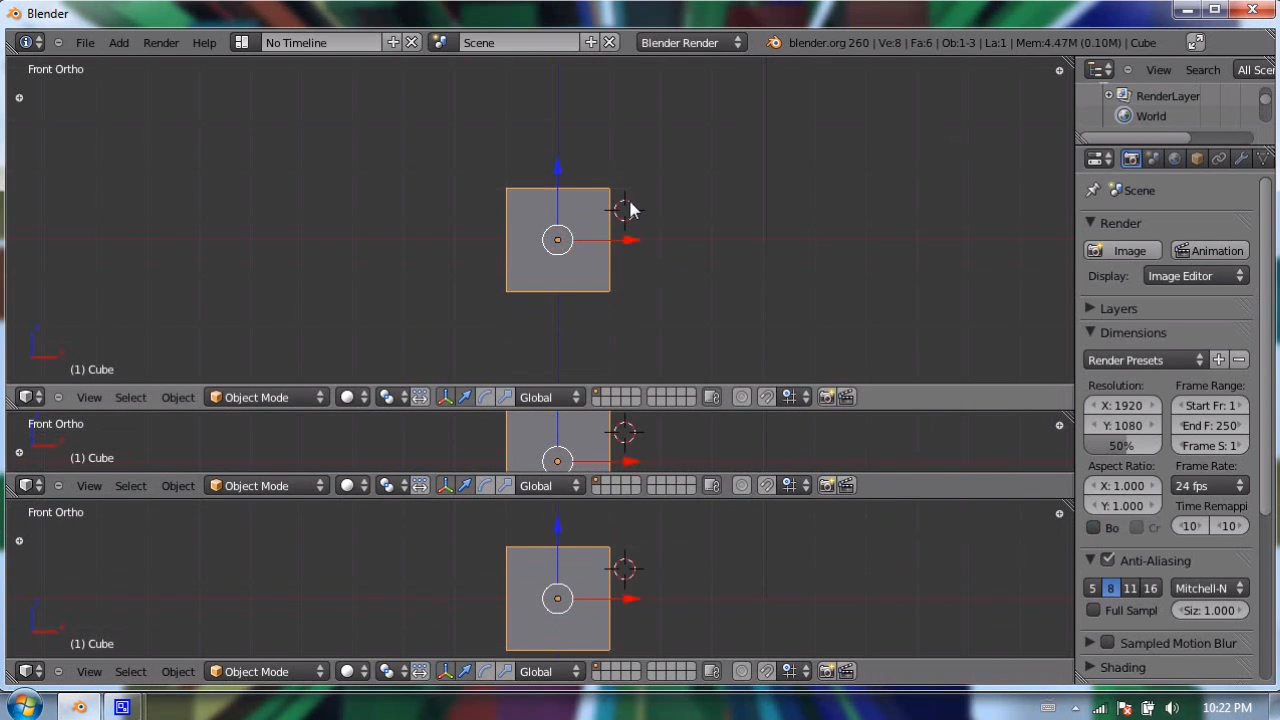 Blender
File Add Render Help No Timeline Scene Blender Render blender.org 260 | Ve:8 | Fa:6 | Ob:1-3 | La:1 | Mem:4.47M (0.10M) | Cube
Front Ortho
View Search All Sce
RenderLayer
World
Scene
Render
Image Animation
Display: Image Editor
Layers
Dimensions
Render Presets
Resolution: Frame Range:
X: 1920 Start Fr: 1
Y: 1080 End F: 250
50% Frame S: 1
Aspect Ratio: Frame Rate:
X: 1.000 24 fps
Y: 1.000 Time Remappi
Bo Cr 10 10
Anti-Aliasing
5 8 11 16 Mitchell-N
Full Sampl Siz: 1.000
Sampled Motion Blur
Shading
(1) Cube
View Select Object Object Mode Global
Front Ortho
(1) Cube
View Select Object Object Mode Global
Front Ortho
(1) Cube
View Select Object Object Mode Global
10:22 PM